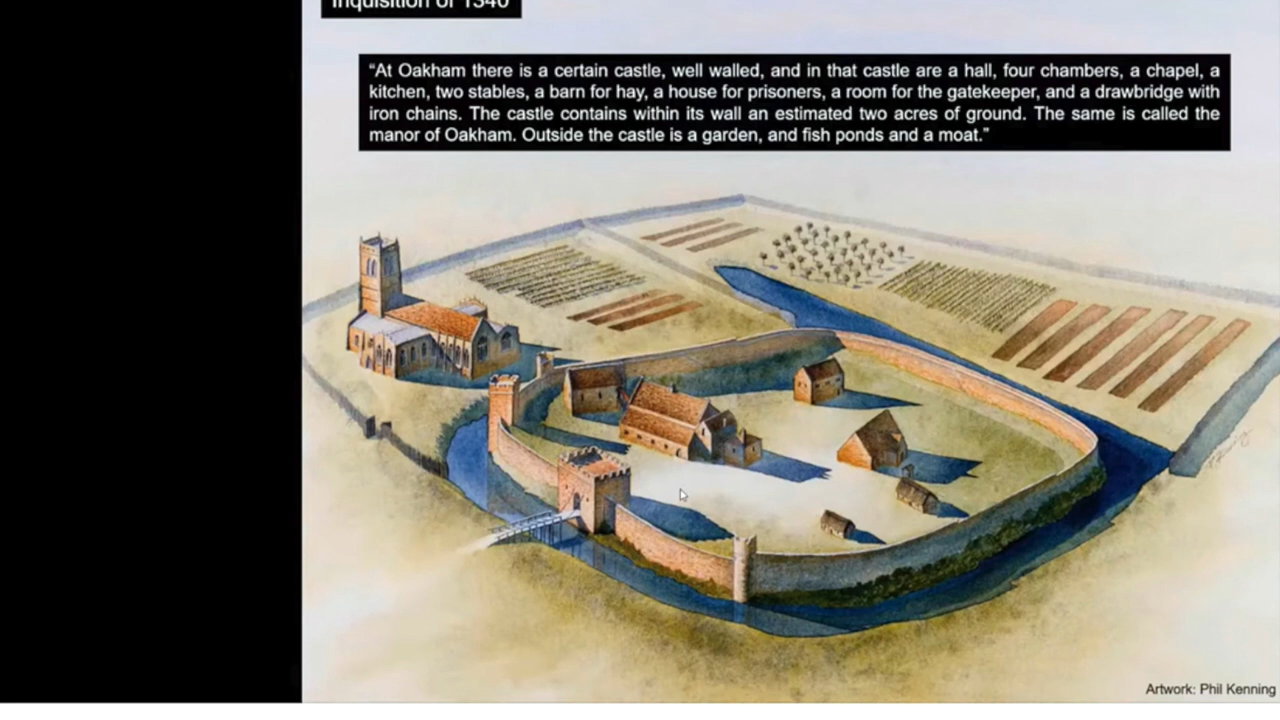 Inquisition of 1340
“At Oakham there is a certain castle, well walled, and in that castle are a hall, four chambers, a chapel, a
kitchen, two stables, a barn for hay, a house for prisoners, a room for the gatekeeper, and a drawbridge with
iron chains. The castle contains within its wall an estimated two acres of ground. The same is called the
manor of Oakham. Outside the castle is a garden, and fish ponds and a moat.”
Artwork: Phil Kenning